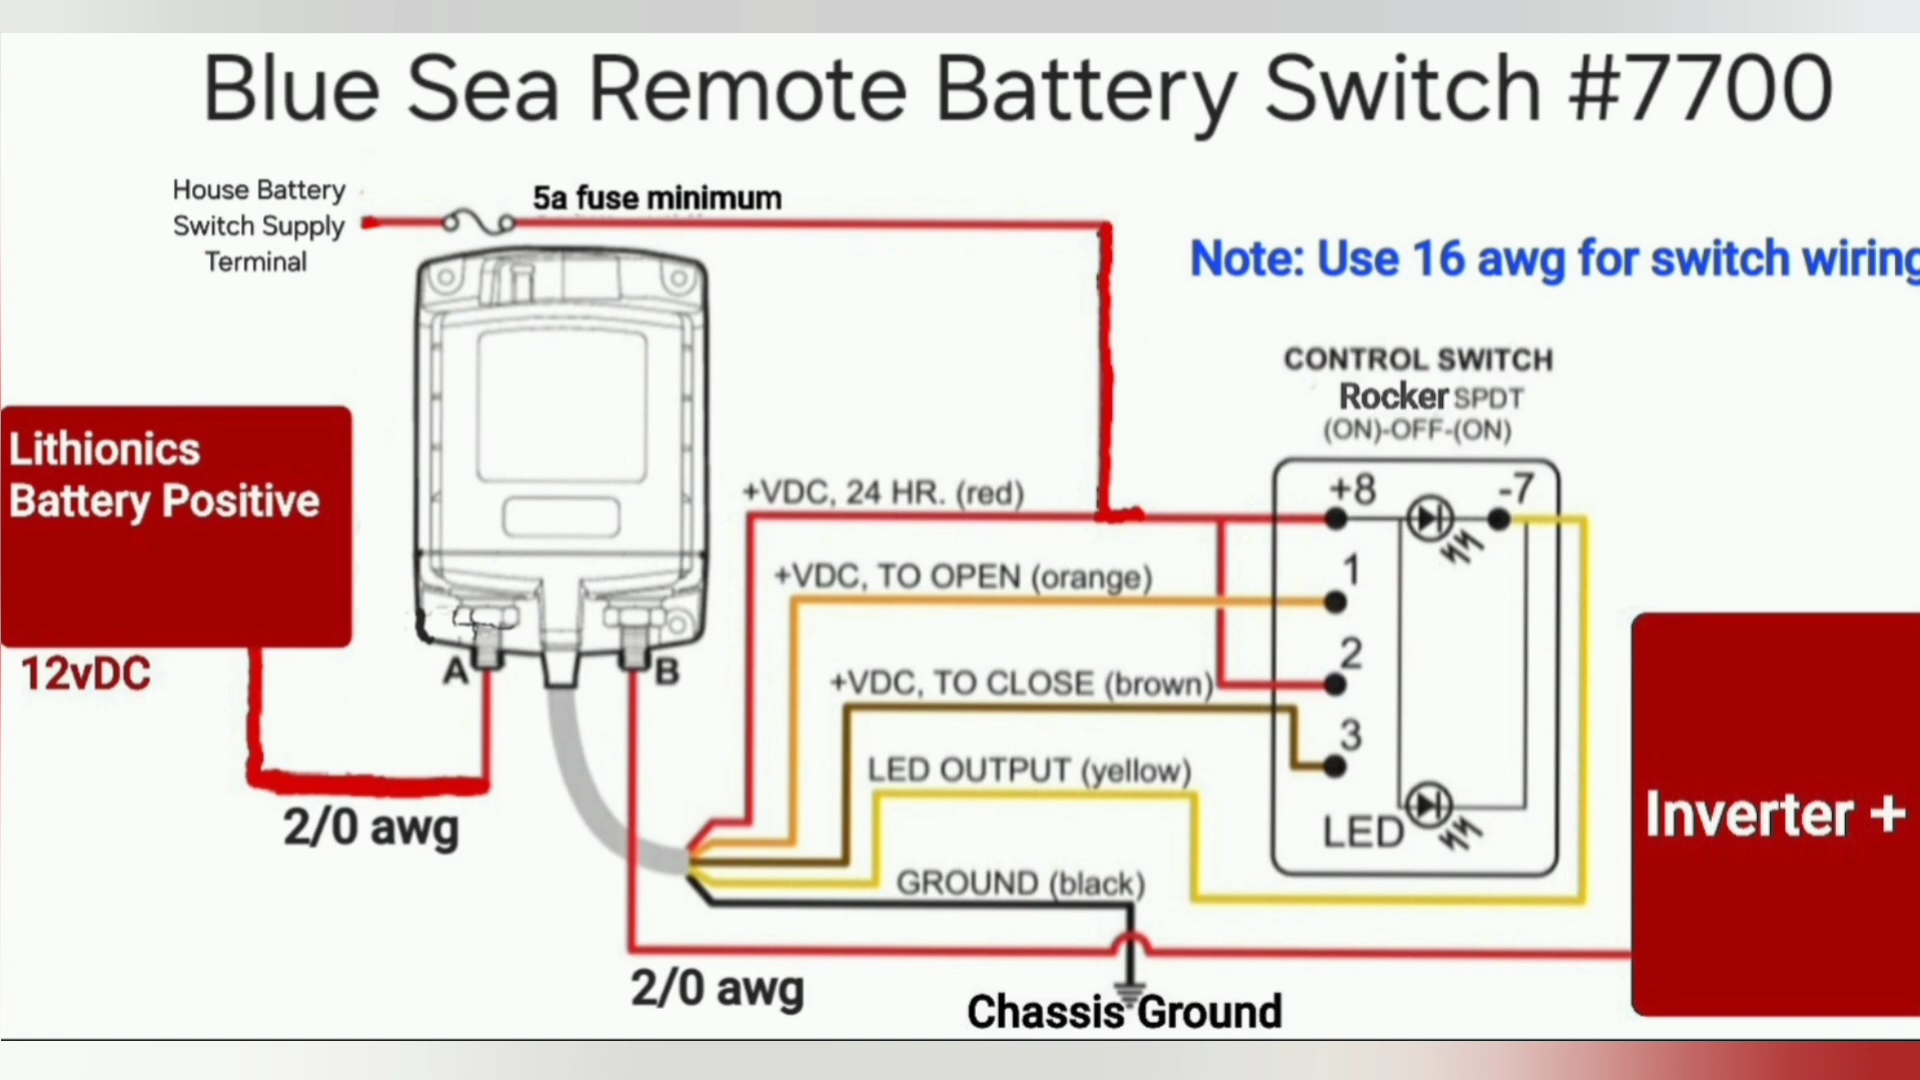 Blue Sea Remote Battery Switch #7700
House Battery
Switch Supply
Terminal
5a fuse minimum
Note: Use 16 awg for switch wiring
CONTROL SWITCH
Rocker SPDT
(ON)-OFF-(ON)
Lithionics
Battery Positive
12vDC
+VDC, 24 HR. (red)
+8
-7
+VDC, TO OPEN (orange)
1
+VDC, TO CLOSE (brown)
2
3
A
B
LED OUTPUT (yellow)
LED
Inverter +
2/0 awg
GROUND (black)
2/0 awg
Chassis Ground